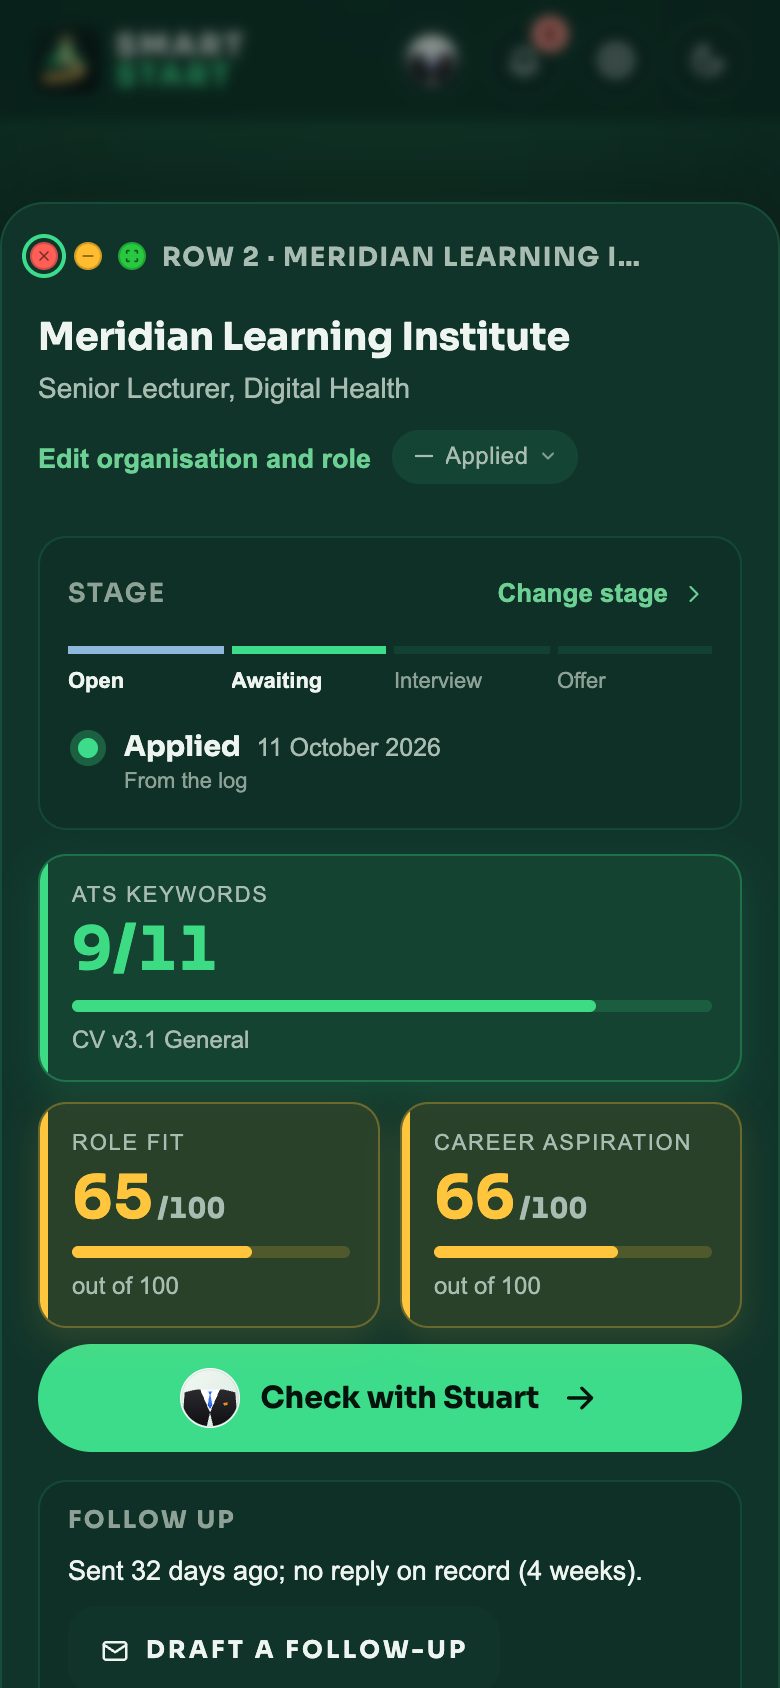 SMART
START
ROW 2 · MERIDIAN LEARNING I...
Meridian Learning Institute
Senior Lecturer, Digital Health
Edit organisation and role
— Applied
STAGE
Change stage
Open
Awaiting
Interview
Offer
Applied 11 October 2026
From the log
ATS KEYWORDS
9/11
CV v3.1 General
ROLE FIT
65/100
out of 100
CAREER ASPIRATION
66/100
out of 100
Check with Stuart
FOLLOW UP
Sent 32 days ago; no reply on record (4 weeks).
DRAFT A FOLLOW-UP